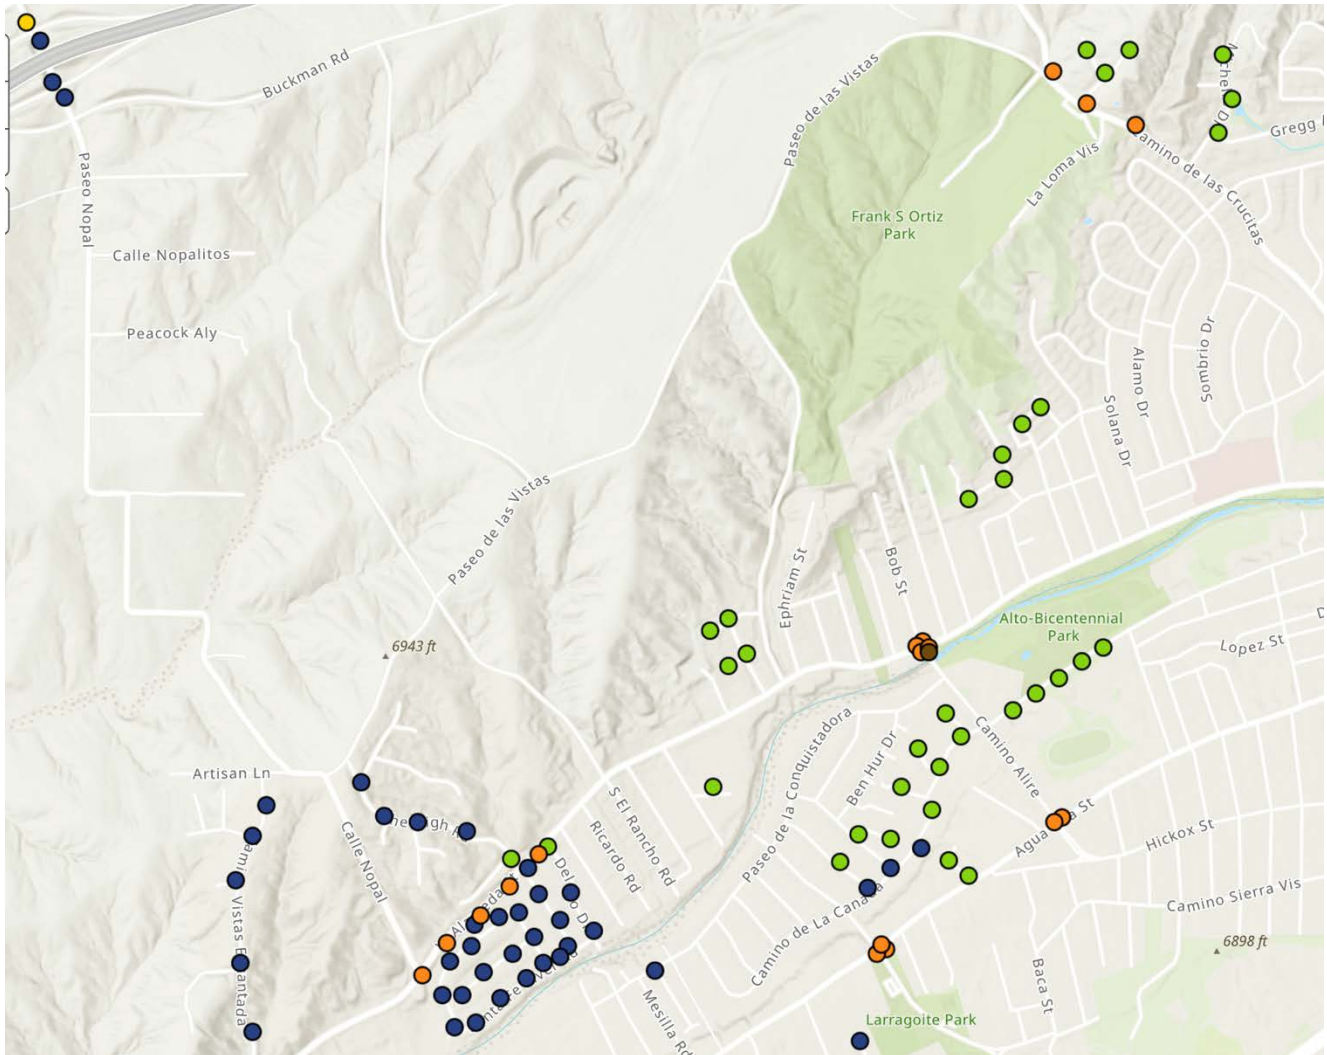 Buckman Rd
Paseo de las Vistas
Gregg
Camino de las Crucitas
La Loma Vis
Paseo Nopal
Frank S Ortiz
Park
Calle Nopalitos
Peacock Aly
Alamo Dr
Sombrio Dr
Solana Dr
Paseo de las Vistas
Ephriam St
Bob St
Alto-Bicentennial
Park
6943 ft
Lopez St
Artisan Ln
Paseo de la Conquistadora
Ben Hur Dr
Camino Alire
S El Rancho Rd
Ricardo Rd
Calle Nopal
Hickox St
Camino Sierra Vis
Camino de La Canada
6898 ft
Baca St
Mesilla Rd
Larragoite Park